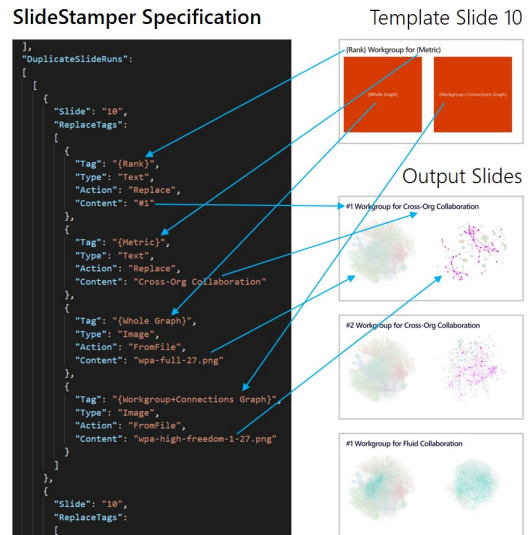 SlideStamper Specification
],
"DuplicateSlideRuns":
[
[
{
"Slide": "10",
"ReplaceTags":
[
{
"Tag": "{Rank}",
"Type": "Text",
"Action": "Replace",
"Content": "#1"
},
{
"Tag": "{Metric}",
"Type": "Text",
"Action": "Replace",
"Content": "Cross-Org Collaboration"
},
{
"Tag": "{Whole Graph}",
"Type": "Image",
"Action": "FromFile",
"Content": "wpa-full-27.png"
},
{
"Tag": "{Workgroup+Connections Graph}",
"Type": "Image",
"Action": "FromFile",
"Content": "wpa-high-freedom-1-27.png"
}
]
},
{
"Slide": "10",
"ReplaceTags":
[
Template Slide 10
{Rank} Workgroup for {Metric}
{Whole Graph}
{Workgroup+Connections Graph}
Output Slides
#1 Workgroup for Cross-Org Collaboration
#2 Workgroup for Cross-Org Collaboration
#1 Workgroup for Fluid Collaboration